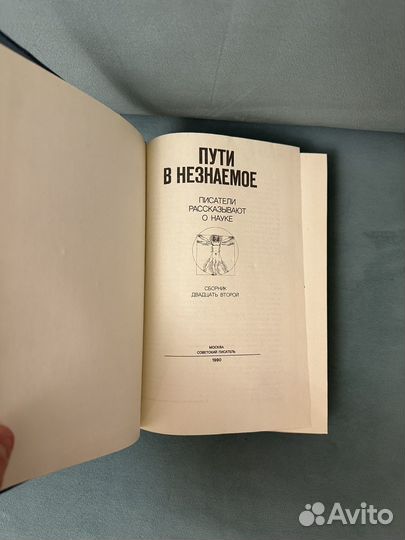 ПУТИ
В НЕЗНАЕМОЕ
ПИСАТЕЛИ
РАССКАЗЫВАЮТ
О НАУКЕ
СБОРНИК
ДВАДЦАТЬ ВТОРОЙ
МОСКВА
СОВЕТСКИЙ ПИСАТЕЛЬ
1990
Avito